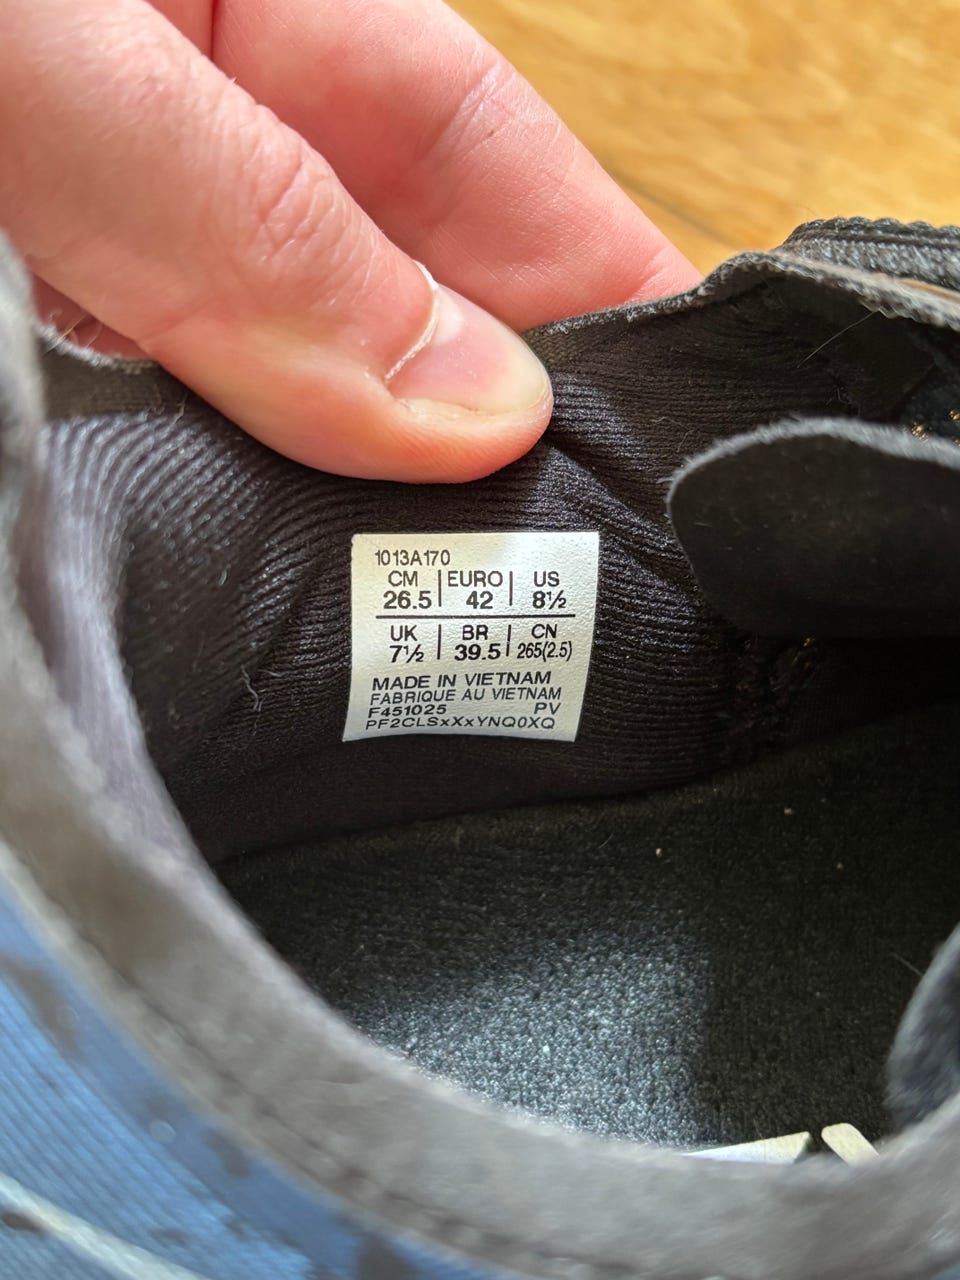 1013A170
CM | EURO | US
26.5 | 42 | 8½
UK | BR | CN
7½ | 39.5 | 265(2.5)
MADE IN VIETNAM
FABRIQUE AU VIETNAM
F451025 PV
PF2CLSxXxYNQ0XQ